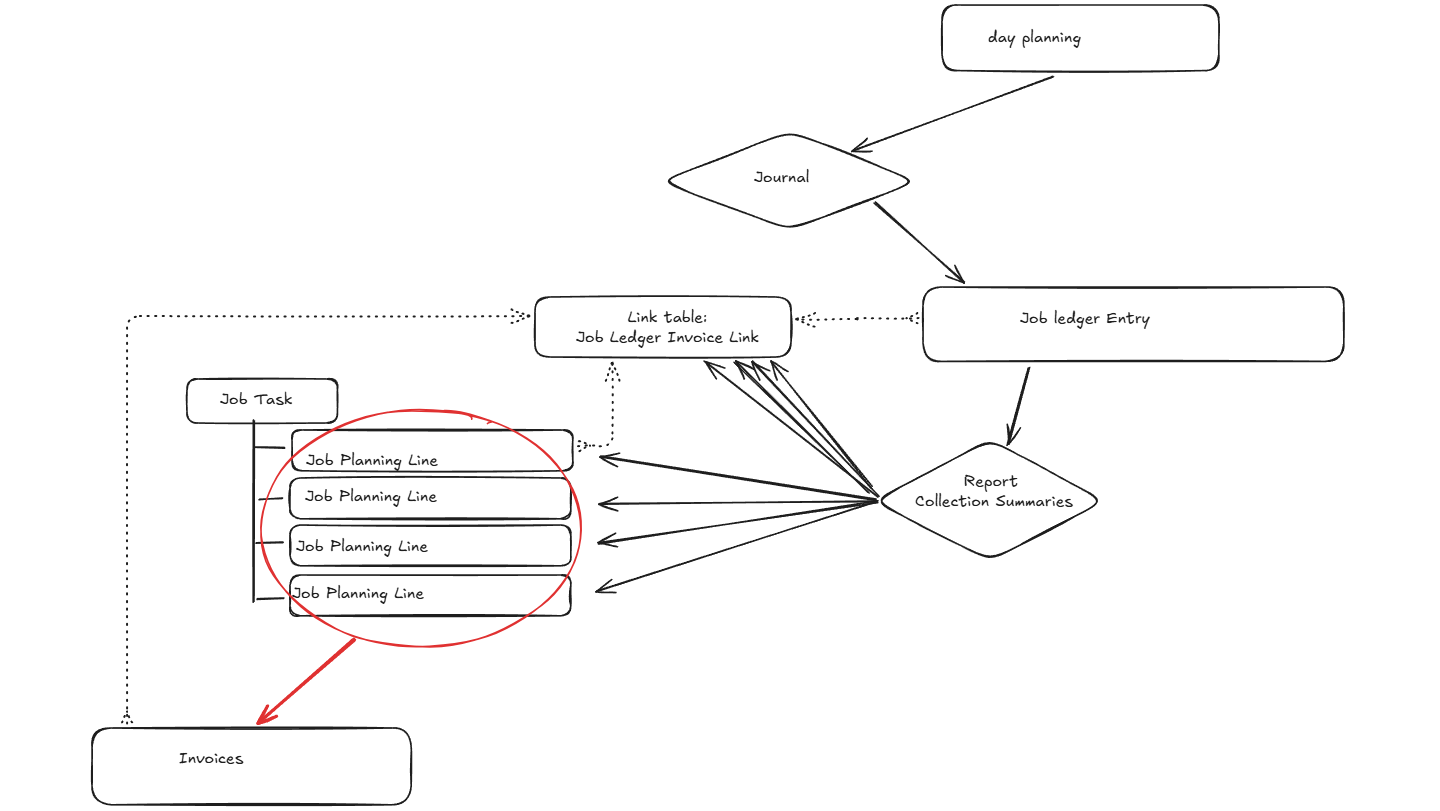 day planning
Journal
Link table:
Job Ledger Invoice Link
Job ledger Entry
Job Task
Job Planning Line
Job Planning Line
Job Planning Line
Job Planning Line
Report
Collection Summaries
Invoices